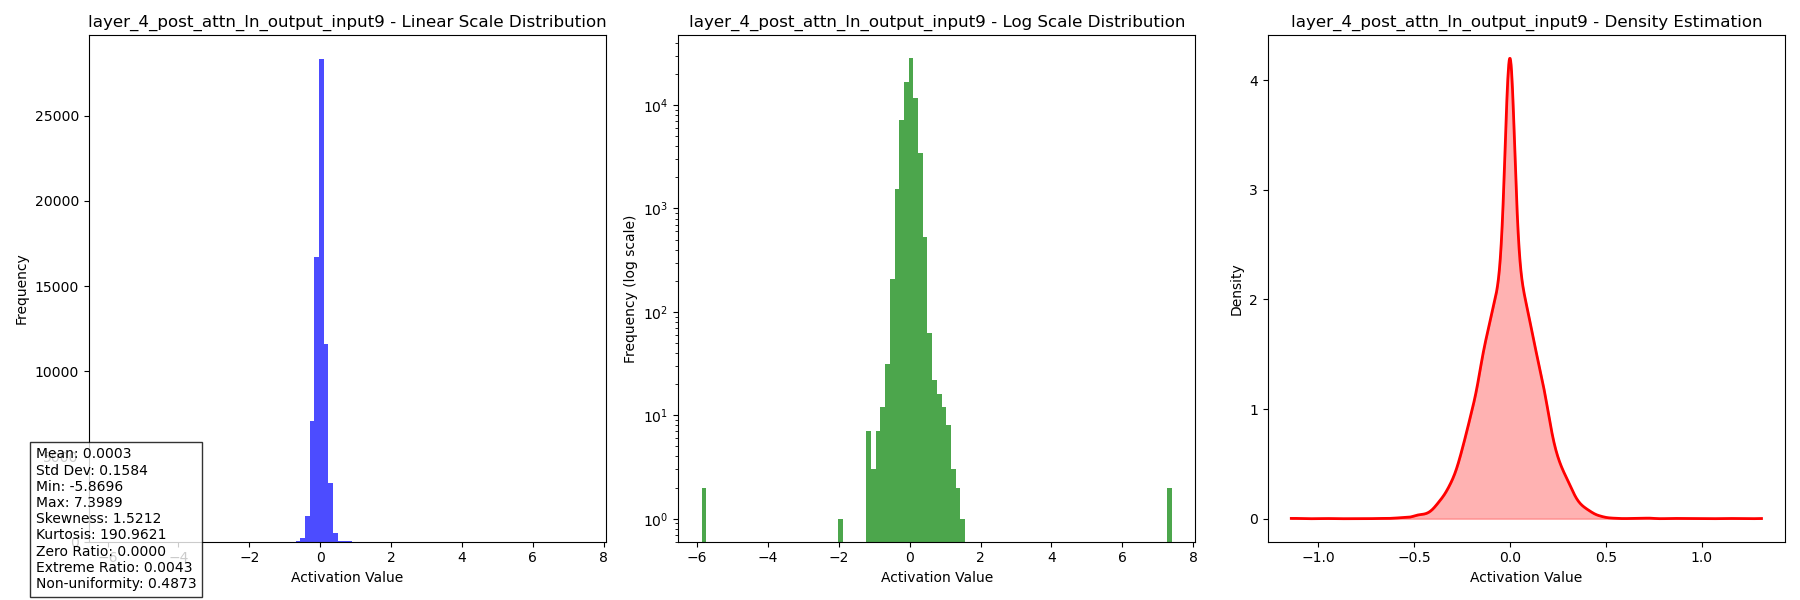 layer_4_post_attn_ln_output_input9 - Linear Scale Distribution
Frequency
25000
20000
15000
10000
5000
0
−6
−4
−2
0
2
4
6
8
Activation Value
Mean: 0.0003
Std Dev: 0.1584
Min: -5.8696
Max: 7.3989
Skewness: 1.5212
Kurtosis: 190.9621
Zero Ratio: 0.0000
Extreme Ratio: 0.0043
Non-uniformity: 0.4873
layer_4_post_attn_ln_output_input9 - Log Scale Distribution
Frequency (log scale)
10⁴
10³
10²
10¹
10⁰
−6
−4
−2
0
2
4
6
8
Activation Value
layer_4_post_attn_ln_output_input9 - Density Estimation
Density
4
3
2
1
0
−1.0
−0.5
0.0
0.5
1.0
Activation Value